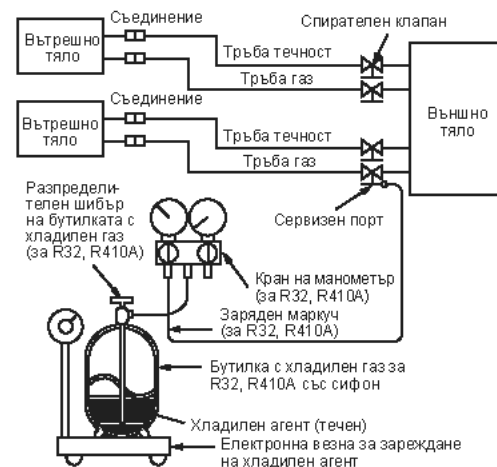 Съединение
Спирателен клапан
Вътрешно
тяло
Тръба течност
Тръба газ
Съединение
Вътрешно
тяло
Тръба течност
Тръба газ
Външно
тяло
Разпредели-
телен шибър
на бутилката с
хладилен газ
(за R32, R410A)
Сервизен порт
Кран на манометър
(за R32, R410A)
Заряден маркуч
(за R32, R410A)
Бутилка с хладилен газ за
R32, R410A със сифон
Хладилен агент (течен)
Електронна везна за зареждане
на хладилен агент